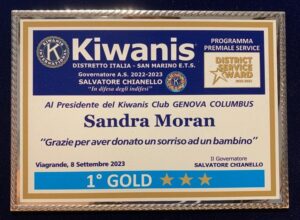 Kiwanis
DISTRETTO ITALIA - SAN MARINO E.T.S.
Governatore A.S. 2022-2023
SALVATORE CHIANELLO
"In difesa degli indifesi"
PROGRAMMA
PREMIALE SERVICE
DISTRICT
SERVICE
AWARD
2022-2023
Al Presidente del Kiwanis Club GENOVA COLUMBUS
Sandra Moran
"Grazie per aver donato un sorriso ad un bambino"
Viagrande, 8 Settembre 2023
Il Governatore
SALVATORE CHIANELLO
1° GOLD